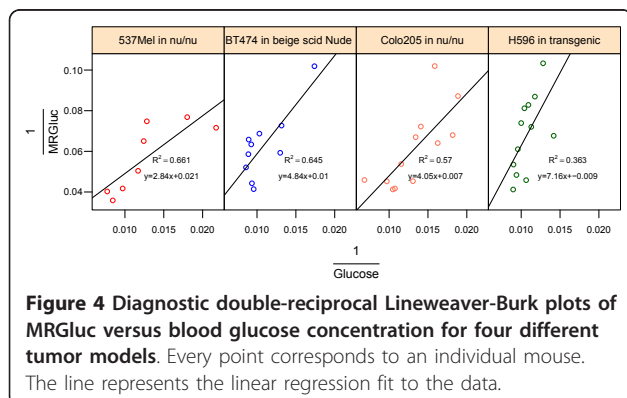 537Mel in nu/nu BT474 in beige scid Nude Colo205 in nu/nu H596 in transgenic
0.10
0.08
0.06
0.04
1
MRGluc
R² = 0.661
y=2.84x+0.021
R² = 0.645
y=4.84x+0.01
R² = 0.57
y=4.05x+0.007
R² = 0.363
y=7.16x+−0.009
0.010 0.015 0.020 0.010 0.015 0.020 0.010 0.015 0.020 0.010 0.015 0.020
1
Glucose
Figure 4 Diagnostic double-reciprocal Lineweaver-Burk plots of
MRGluc versus blood glucose concentration for four different
tumor models. Every point corresponds to an individual mouse.
The line represents the linear regression fit to the data.